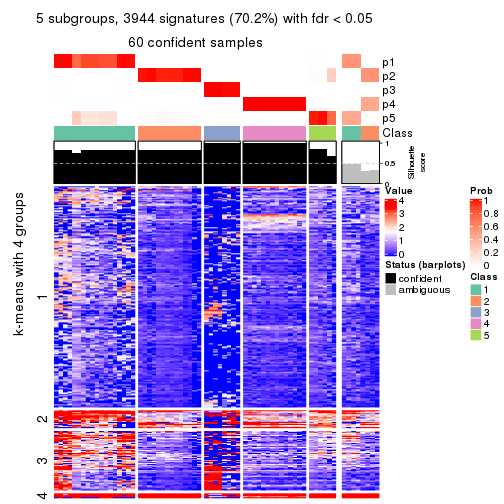 5 subgroups, 3944 signatures (70.2%) with fdr < 0.05
60 confident samples
p1
p2
p3
p4
p5
Class
1
0.5
0
Silhouette
score
k-means with 4 groups
1
2
3
4
Value
4
3
2
1
0
Status (barplots)
confident
ambiguous
Prob
1
0.8
0.6
0.4
0.2
0
Class
1
2
3
4
5